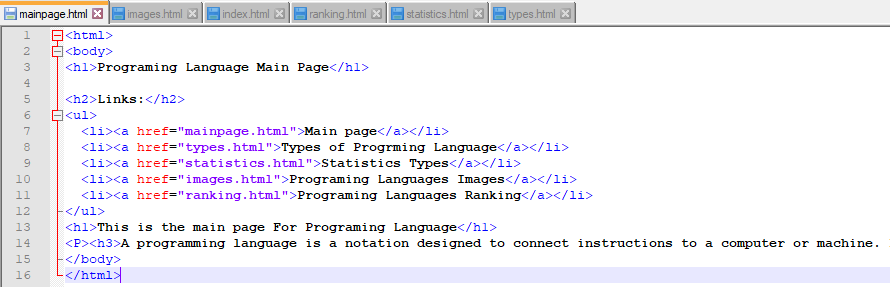 mainpage.html images.html index.html ranking.html statistics.html types.html
1 <html>
2 <body>
3 <h1>Programing Language Main Page</h1>
4
5 <h2>Links:</h2>
6 <ul>
7 <li><a href="mainpage.html">Main page</a></li>
8 <li><a href="types.html">Types of Progrming Language</a></li>
9 <li><a href="statistics.html">Statistics Types</a></li>
10 <li><a href="images.html">Programing Languages Images</a></li>
11 <li><a href="ranking.html">Programing Languages Ranking</a></li>
12 </ul>
13 <h1>This is the main page For Programing Language</h1>
14 <P><h3>A programming language is a notation designed to connect instructions to a computer or machine.
15 </body>
16 </html>